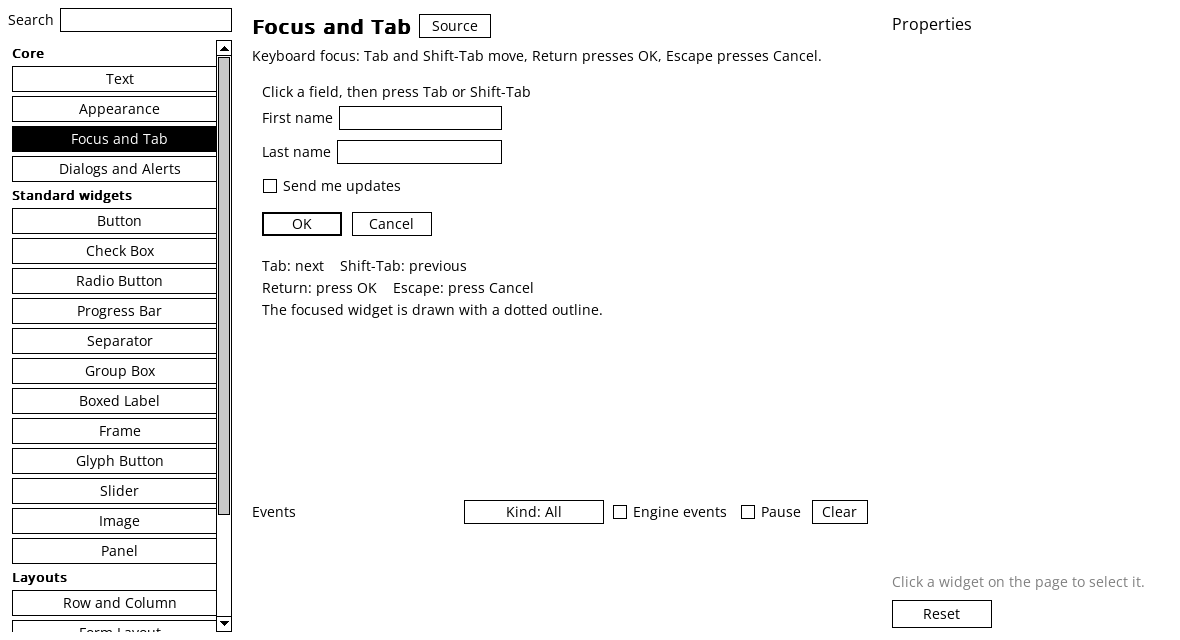 Search
Core
Text
Appearance
Focus and Tab
Dialogs and Alerts
Standard widgets
Button
Check Box
Radio Button
Progress Bar
Separator
Group Box
Boxed Label
Frame
Glyph Button
Slider
Image
Panel
Layouts
Row and Column
Form Layout
Focus and Tab Source
Keyboard focus: Tab and Shift-Tab move, Return presses OK, Escape presses Cancel.
Click a field, then press Tab or Shift-Tab
First name
Last name
Send me updates
OK Cancel
Tab: next Shift-Tab: previous
Return: press OK Escape: press Cancel
The focused widget is drawn with a dotted outline.
Events Kind: All Engine events Pause Clear
Properties
Click a widget on the page to select it.
Reset